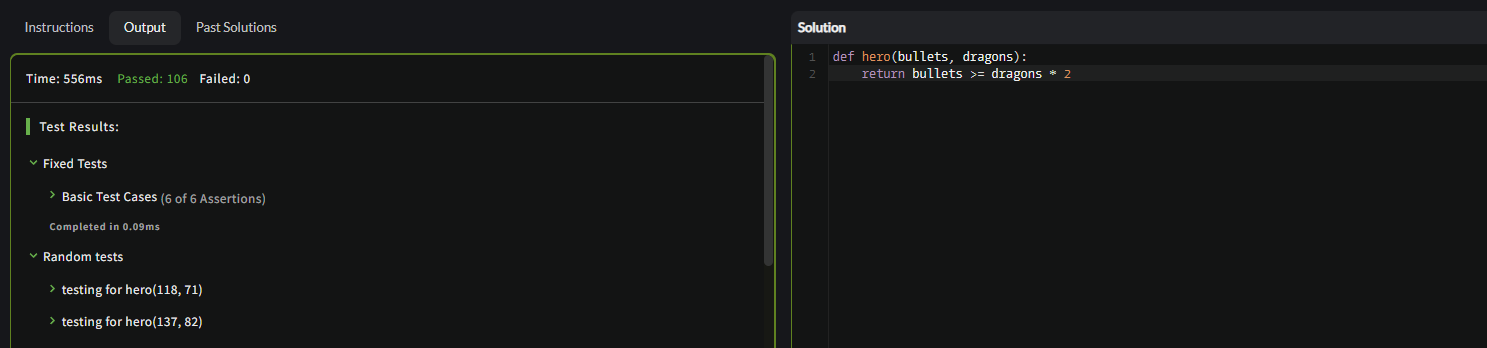 Instructions Output Past Solutions
Time: 556ms Passed: 106 Failed: 0
Test Results:
Fixed Tests
Basic Test Cases (6 of 6 Assertions)
Completed in 0.09ms
Random tests
testing for hero(118, 71)
testing for hero(137, 82)
Solution
1 def hero(bullets, dragons):
2 return bullets >= dragons * 2